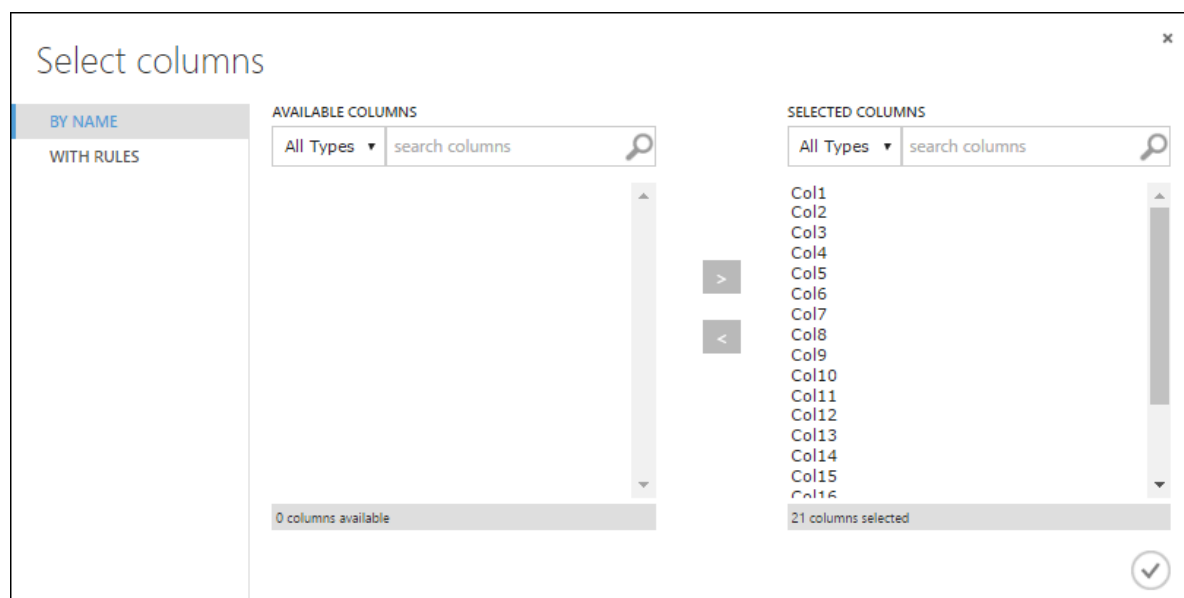 ×
Select columns
BY NAME
WITH RULES
AVAILABLE COLUMNS
All Types ▼ search columns
0 columns available
>
<
SELECTED COLUMNS
All Types ▼ search columns
Col1
Col2
Col3
Col4
Col5
Col6
Col7
Col8
Col9
Col10
Col11
Col12
Col13
Col14
Col15
Col16
21 columns selected